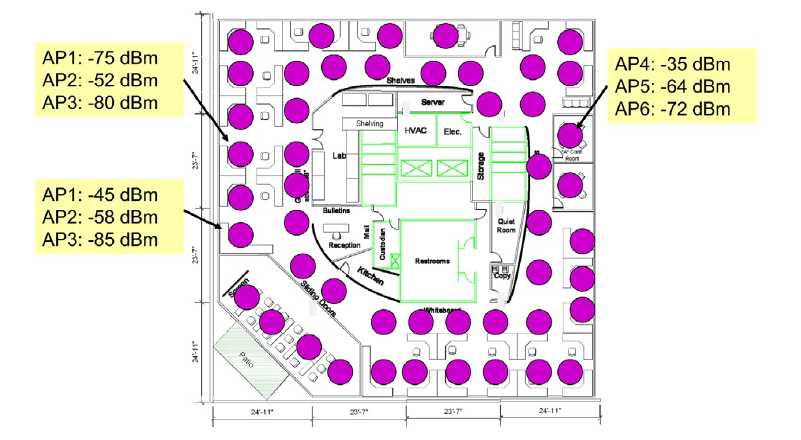 AP1: -75 dBm
AP2: -52 dBm
AP3: -80 dBm
AP4: -35 dBm
AP5: -64 dBm
AP6: -72 dBm
AP1: -45 dBm
AP2: -58 dBm
AP3: -85 dBm
24'-11"
23'-7"
23'-7"
24'-11"
Shelves
Server
Shelving
HVAC
Elec.
Lab
Storage
Conf.
Room
Bulletins
Mail
Custodian
Reception
Kitchen
Restrooms
Quiet
Room
Copy
Screen
Sliding Doors
Whiteboard
Patio
24'-11"
23'-7"
23'-7"
24'-11"